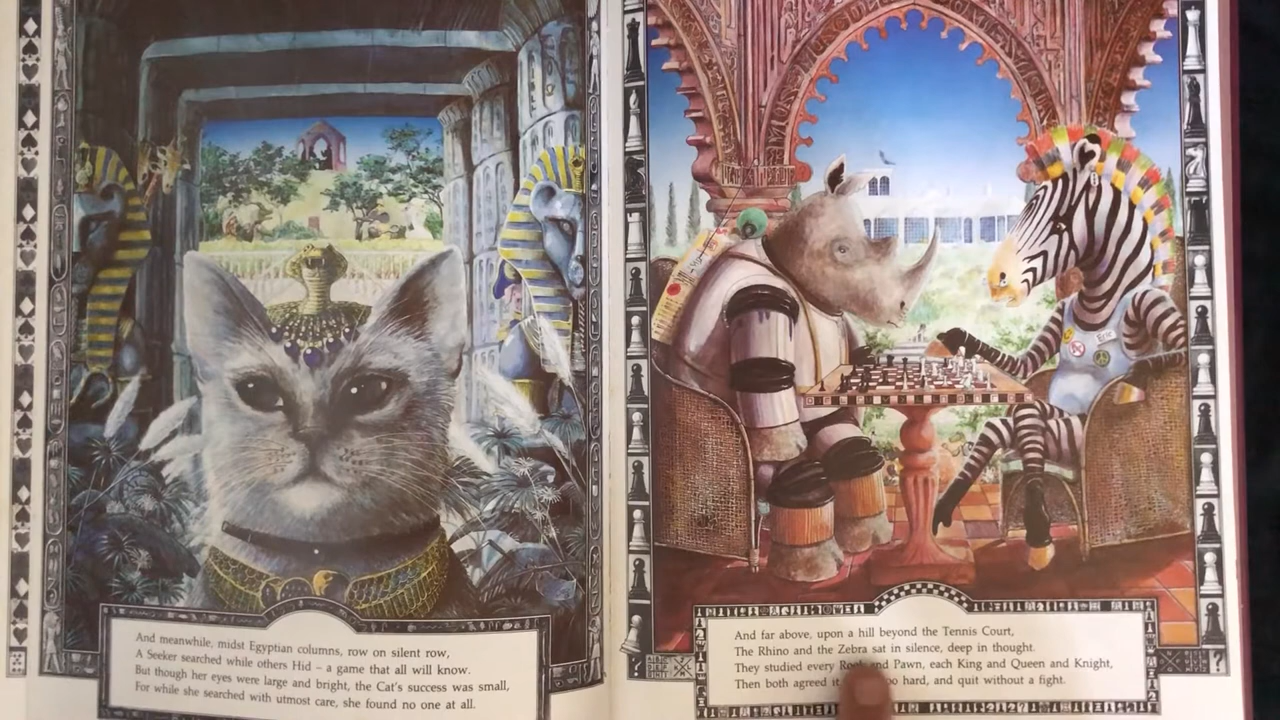 And meanwhile, midst Egyptian columns, row on silent row,
A Seeker searched while others Hid – a game that all will know.
But though her eyes were large and bright, the Cat's success was small,
For while she searched with utmost care, she found no one at all.
And far above, upon a hill beyond the Tennis Court,
The Rhino and the Zebra sat in silence, deep in thought.
They studied every Rook and Pawn, each King and Queen and Knight,
Then both agreed it too hard, and quit without a fight.